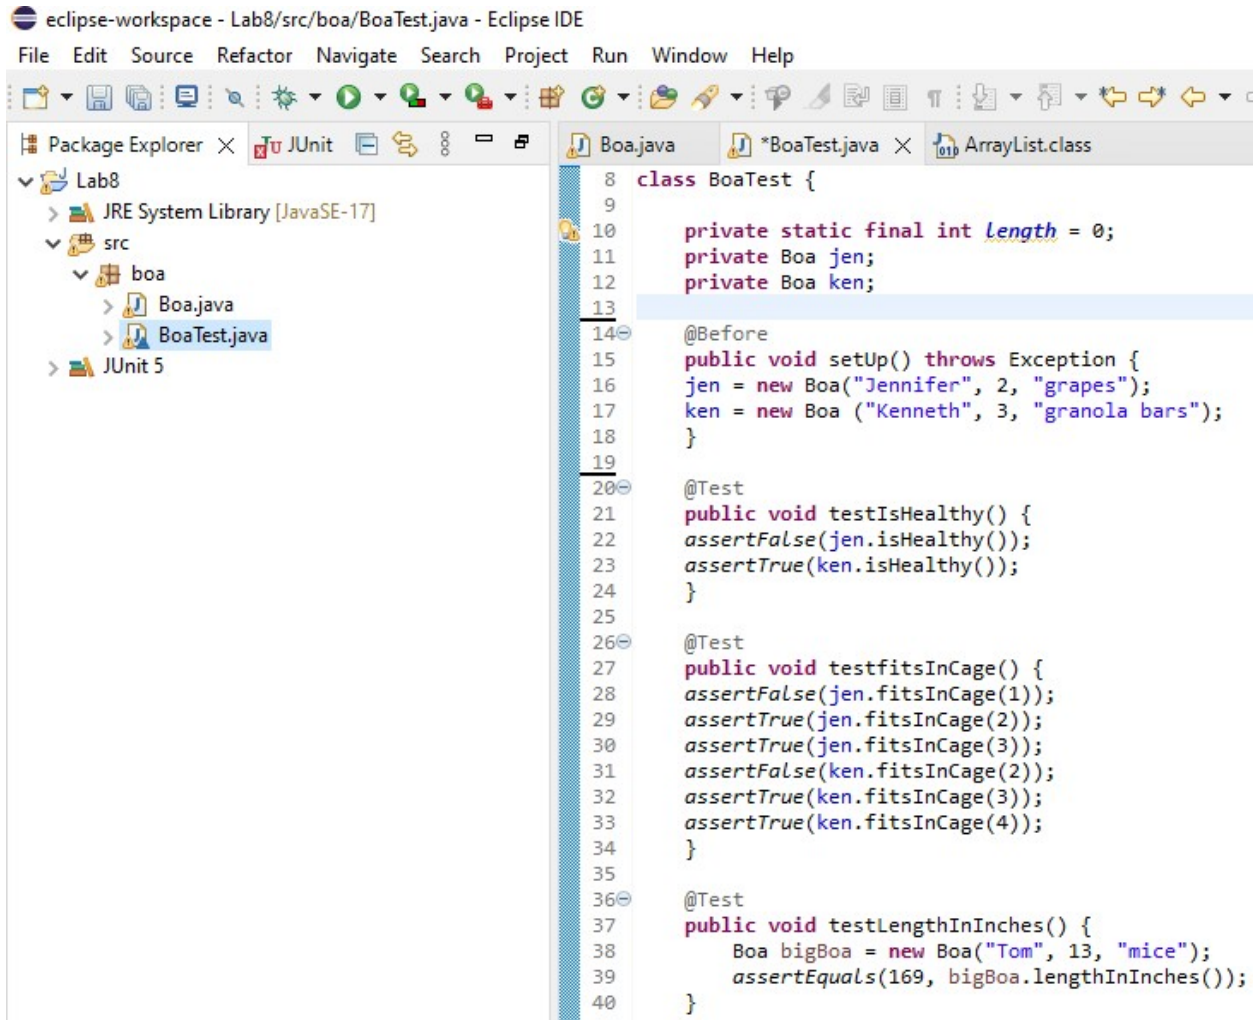 eclipse-workspace - Lab8/src/boa/BoaTest.java - Eclipse IDE
File Edit Source Refactor Navigate Search Project Run Window Help
Package Explorer JUnit
Boa.java *BoaTest.java ArrayList.class
Lab8
JRE System Library [JavaSE-17]
src
boa
Boa.java
BoaTest.java
JUnit 5
8 class BoaTest {
9
10 private static final int length = 0;
11 private Boa jen;
12 private Boa ken;
13
14 @Before
15 public void setUp() throws Exception {
16 jen = new Boa("Jennifer", 2, "grapes");
17 ken = new Boa ("Kenneth", 3, "granola bars");
18 }
19
20 @Test
21 public void testIsHealthy() {
22 assertFalse(jen.isHealthy());
23 assertTrue(ken.isHealthy());
24 }
25
26 @Test
27 public void testfitsInCage() {
28 assertFalse(jen.fitsInCage(1));
29 assertTrue(jen.fitsInCage(2));
30 assertTrue(jen.fitsInCage(3));
31 assertFalse(ken.fitsInCage(2));
32 assertTrue(ken.fitsInCage(3));
33 assertTrue(ken.fitsInCage(4));
34 }
35
36 @Test
37 public void testLengthInInches() {
38 Boa bigBoa = new Boa("Tom", 13, "mice");
39 assertEquals(169, bigBoa.lengthInInches());
40 }